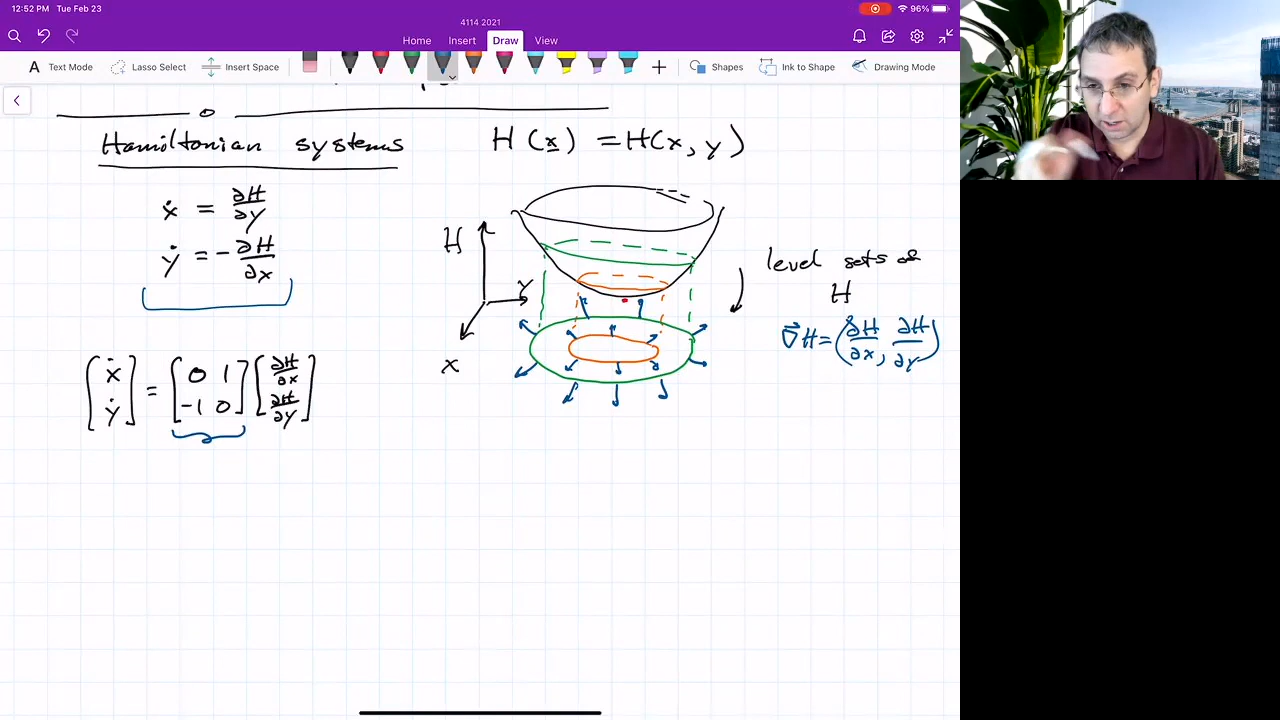 12:52 PM Tue Feb 23
96%
4114 2021
Home Insert Draw View
Text Mode Lasso Select Insert Space Shapes Ink to Shape Drawing Mode
Hamiltonian systems
H(x) = H(x, y)
ẋ = ∂H/∂y
ẏ = -∂H/∂x
H
Y
X
level sets of
H
∇⃗H = (∂H/∂x, ∂H/∂y)
[ẋ ẏ] = [0 1 -1 0] [∂H/∂x ∂H/∂y]